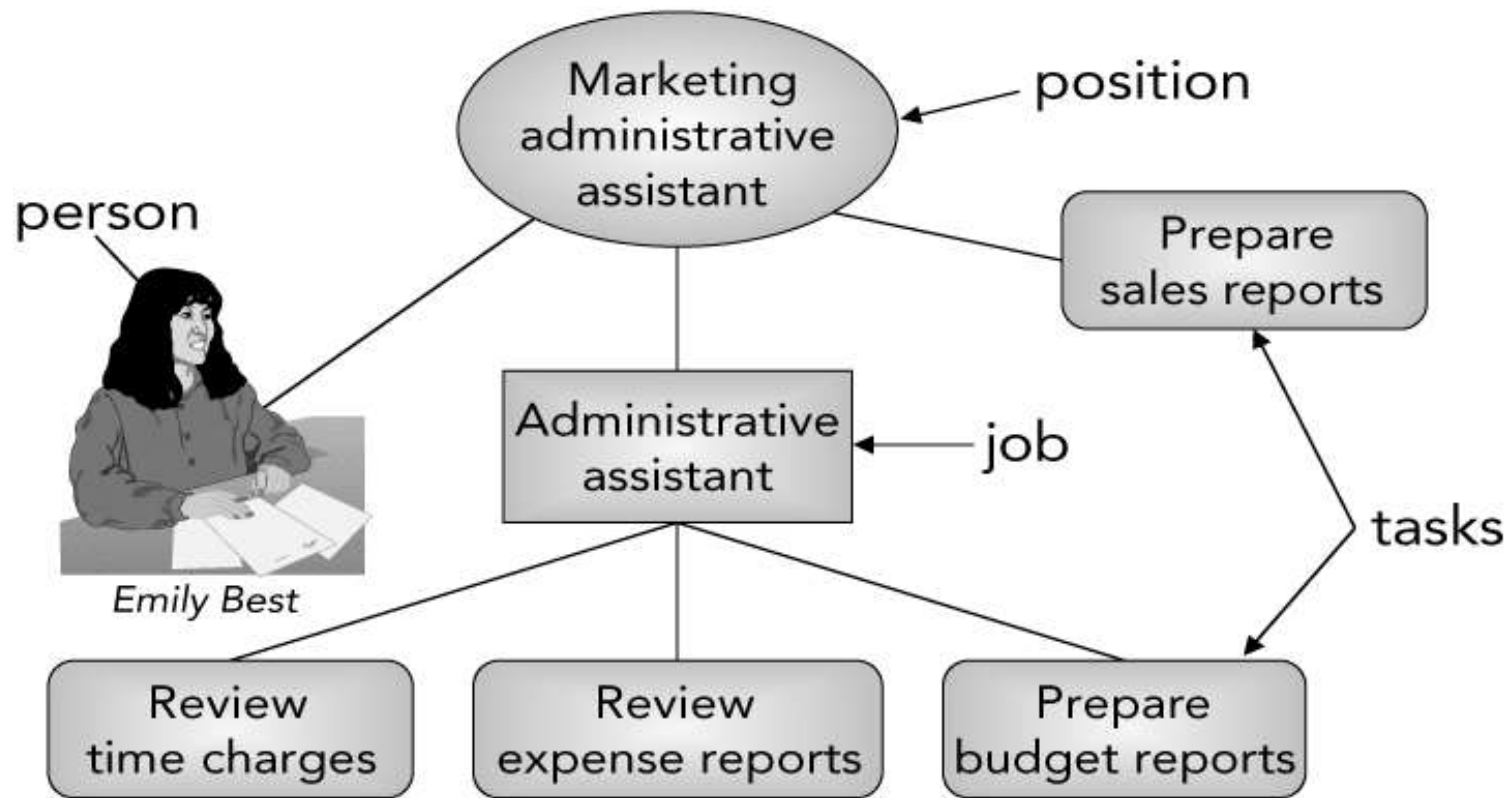 Marketing
administrative
assistant
position
person
Prepare
sales reports
Administrative
assistant
job
tasks
Emily Best
Review
time charges
Review
expense reports
Prepare
budget reports